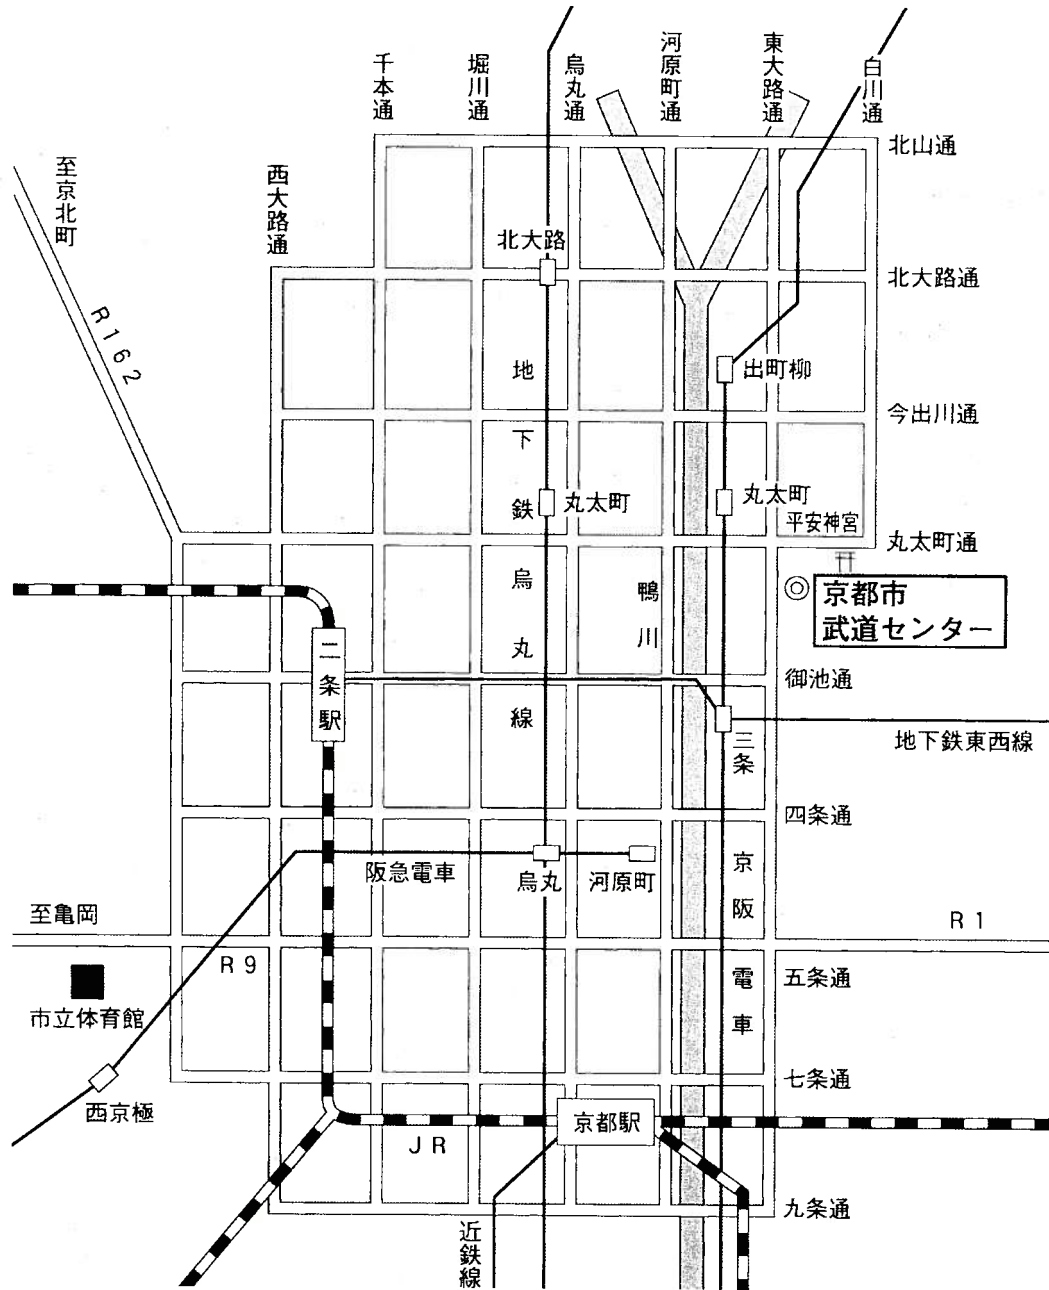 千本通
堀川通
烏丸通
河原町通
東大路通
白川通
北山通
至京北町
西大路通
北大路
北大路通
R162
出町柳
今出川通
地下鉄烏丸線
丸太町
丸太町
平安神宮
丸太町通
鴨川
京都市
武道センター
二条駅
御池通
三条
地下鉄東西線
四条通
阪急電車
烏丸
河原町
京阪電車
至亀岡
R1
R9
五条通
市立体育館
七条通
西京極
京都駅
JR
九条通
近鉄線